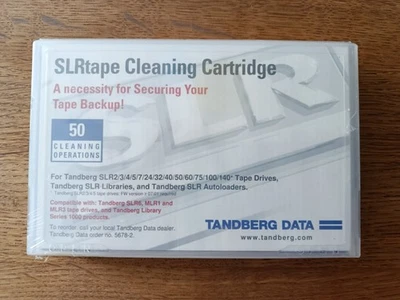 SLRtape Cleaning Cartridge
A necessity for Securing Your
Tape Backup!
SLR
50
CLEANING
OPERATIONS
For Tandberg SLR2/3/4/5/7/24/32/40/50/60/75/100/140* Tape Drives,
Tandberg SLR Libraries, and Tandberg SLR Autoloaders.
Compatible with: Tandberg SLR6, MLR1 and
MLR3 tape drives, and Tandberg Library
Series 1000 products.
To reorder call your local Tandberg Data dealer.
Tandberg Data order no. 5678-2.
TANDBERG DATA
www.tandberg.com